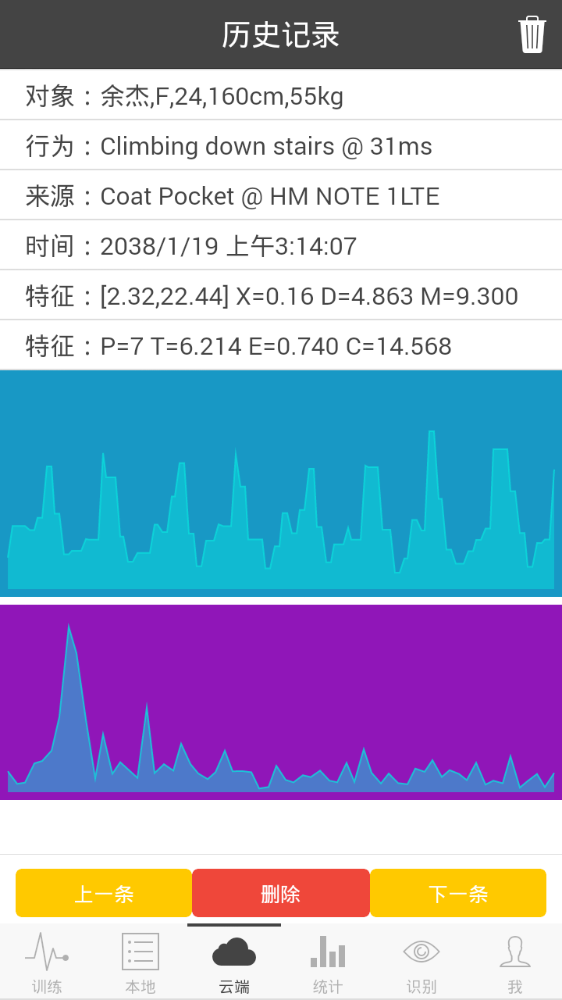 历史记录
对象：余杰,F,24,160cm,55kg
行为：Climbing down stairs @ 31ms
来源：Coat Pocket @ HM NOTE 1LTE
时间：2038/1/19 上午3:14:07
特征：[2.32,22.44] X=0.16 D=4.863 M=9.300
特征：P=7 T=6.214 E=0.740 C=14.568
上一条 删除 下一条
训练 本地 云端 统计 识别 我